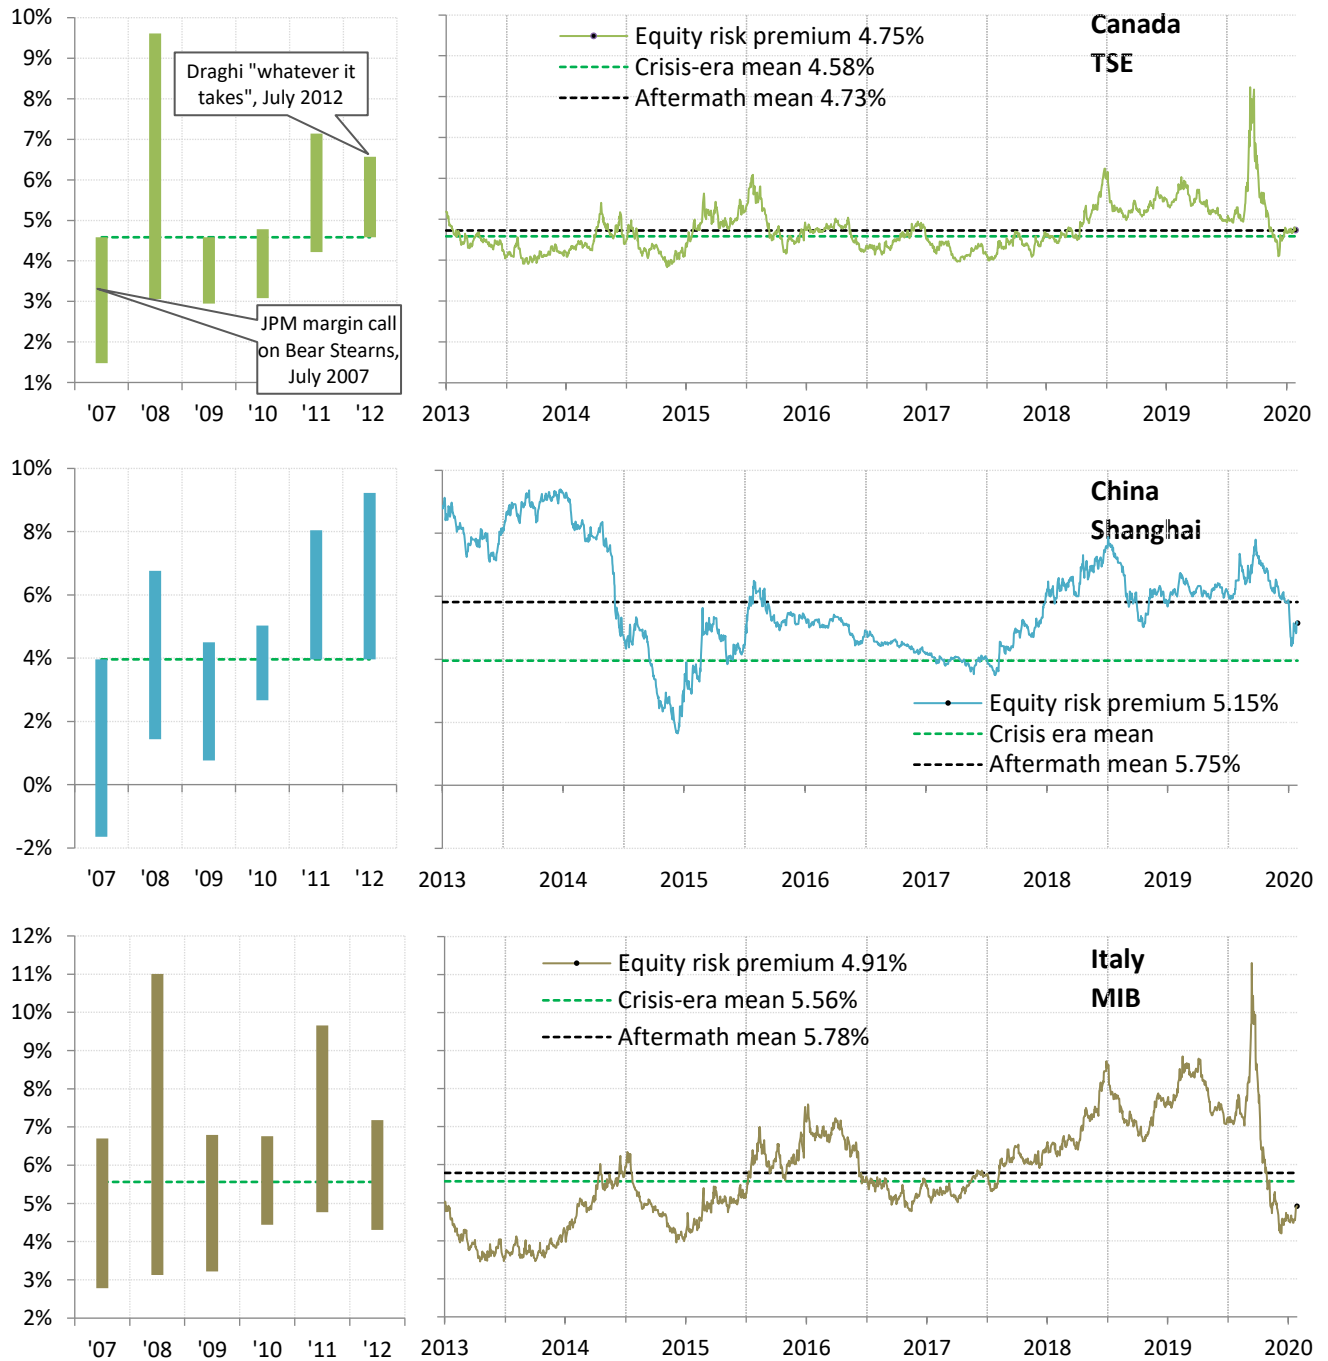 10%
9%
8%
7%
6%
5%
4%
3%
2%
1%
'07 '08 '09 '10 '11 '12
Draghi "whatever it
takes", July 2012
JPM margin call
on Bear Stearns,
July 2007
Equity risk premium 4.75%
Crisis-era mean 4.58%
Aftermath mean 4.73%
Canada
TSE
2013 2014 2015 2016 2017 2018 2019 2020
10%
8%
6%
4%
2%
0%
-2%
'07 '08 '09 '10 '11 '12
China
Shanghai
Equity risk premium 5.15%
Crisis era mean
Aftermath mean 5.75%
2013 2014 2015 2016 2017 2018 2019 2020
12%
11%
10%
9%
8%
7%
6%
5%
4%
3%
2%
'07 '08 '09 '10 '11 '12
Equity risk premium 4.91%
Crisis-era mean 5.56%
Aftermath mean 5.78%
Italy
MIB
2013 2014 2015 2016 2017 2018 2019 2020